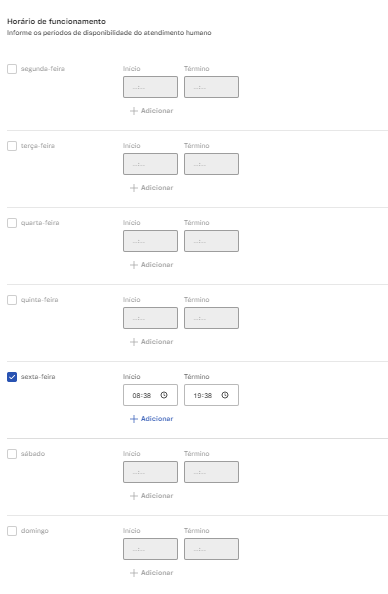 Horário de funcionamento
Informe os períodos de disponibilidade do atendimento humano
segunda-feira Início Término
--:-- --:--
+ Adicionar
terça-feira Início Término
--:-- --:--
+ Adicionar
quarta-feira Início Término
--:-- --:--
+ Adicionar
quinta-feira Início Término
--:-- --:--
+ Adicionar
sexta-feira Início Término
08:38 19:38
+ Adicionar
sábado Início Término
--:-- --:--
+ Adicionar
domingo Início Término
--:-- --:--
+ Adicionar